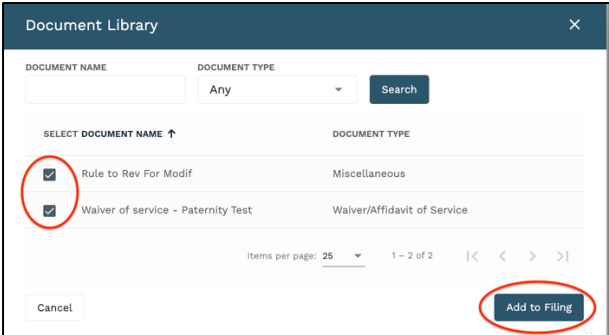 Document Library
DOCUMENT NAME DOCUMENT TYPE
Any Search
SELECT DOCUMENT NAME DOCUMENT TYPE
Rule to Rev For Modif Miscellaneous
Waiver of service - Paternity Test Waiver/Affidavit of Service
Items per page: 25 1 – 2 of 2
Cancel Add to Filing